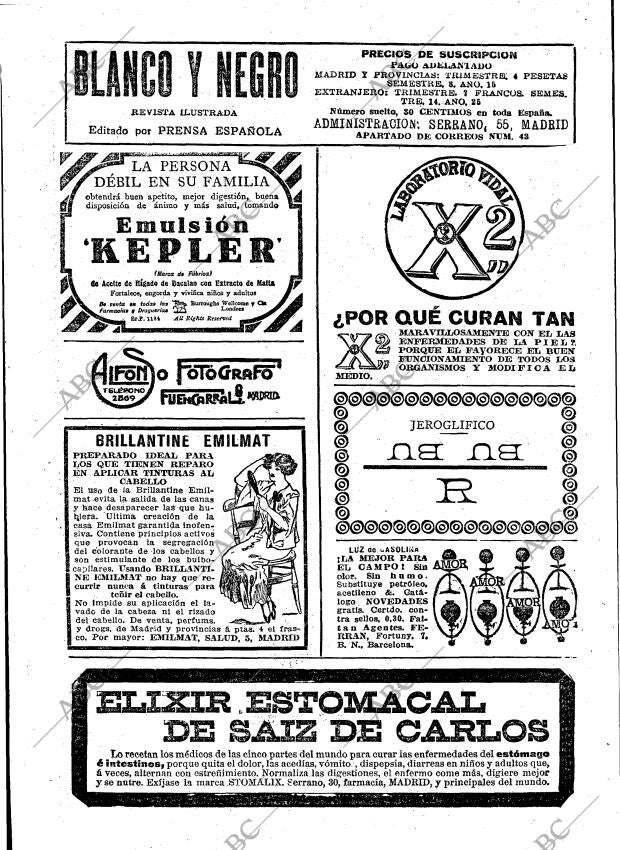 BLANCO Y NEGRO
REVISTA ILUSTRADA
Editado por PRENSA ESPAÑOLA
PRECIOS DE SUSCRIPCION
PAGO ADELANTADO
MADRID Y PROVINCIAS: TRIMESTRE, 4 PESETAS
SEMESTRE, 8. AÑO, 15
EXTRANJERO: TRIMESTRE, 7 FRANCOS. SEMES-
TRE, 14. AÑO, 25
Número suelto, 30 CENTIMOS en toda España.
ADMINISTRACION: SERRANO, 55, MADRID
APARTADO DE CORREOS NUM. 43
LA PERSONA
DÉBIL EN SU FAMILIA
obtendrá buen apetito, mejor digestión, buena
disposición de ánimo y más salud, tomando
Emulsión
'KEPLER'
(Marca de Fábrica)
de Aceite de Hígado de Bacalao con Extracto de Malta
Fortalece, engorda y vivifica niños y adultos
De venta en todas las
Farmacias y Droguerías
Burroughs Wellcome y Cía
Londres
Sp.P. 1184
All Rights Reserved
ALFONSO FOTÓGRAFO
TELÉFONO
2869
FUENCARRAL 6 MADRID
BRILLANTINE EMILMAT
PREPARADO IDEAL PARA
LOS QUE TIENEN REPARO
EN APLICAR TINTURAS AL
CABELLO
El uso de la Brillantine Emil-
mat evita la salida de las canas
y hace desaparecer las que hu-
biera. Ultima creación de la
casa Emilmat garantida inofen-
siva. Contiene principios activos
que provocan la segregación
del colorante de los cabellos y
son estimulante de los bulbo-
capilares. Usando BRILLANTI-
NE EMILMAT no hay que re-
currir nunca á tinturas para
teñir el cabello.
No impide su aplicación el la-
vado de la cabeza ni el rizado
del cabello. De venta, perfums.
y drogs. de Madrid y provincias á ptas. 4 el fras-
co. Por mayor: EMILMAT, SALUD, 5, MADRID
LABORATORIO VIDAL
X2
¿POR QUÉ CURAN TAN
X2
MARAVILLOSAMENTE CON EL LAS
ENFERMEDADES DE LA PIEL?.
PORQUE EL FAVORECE EL BUEN
FUNCIONAMIENTO DE TODOS LOS
ORGANISMOS Y MODIFICA EL
MEDIO.
JEROGLIFICO
UB UB
R
LUZ de GASOLINA
¡LA MEJOR PARA
EL CAMPO! Sin
olor. Sin humo.
Substituye petróleo,
acetileno &. Catá-
logo NOVEDADES
gratis. Certdo. con-
tra sellos, 0,30. Fal-
tan Agentes. FE-
RRAN, Fortuny, 7,
B. N., Barcelona.
AMOR
AMOR
AMOR
AMO
ELIXIR ESTOMACAL
DE SAIZ DE CARLOS
Lo recetan los médicos de las cinco partes del mundo para curar las enfermedades del estómago
é intestinos, porque quita el dolor, las acedías, vómito, dispepsia, diarreas en niños y adultos que,
á veces, alternan con estreñimiento. Normaliza las digestiones, el enfermo come más, digiere mejor
y se nutre. Exíjase la marca STOMALIX. Serrano, 30, farmacia, MADRID, y principales del mundo.